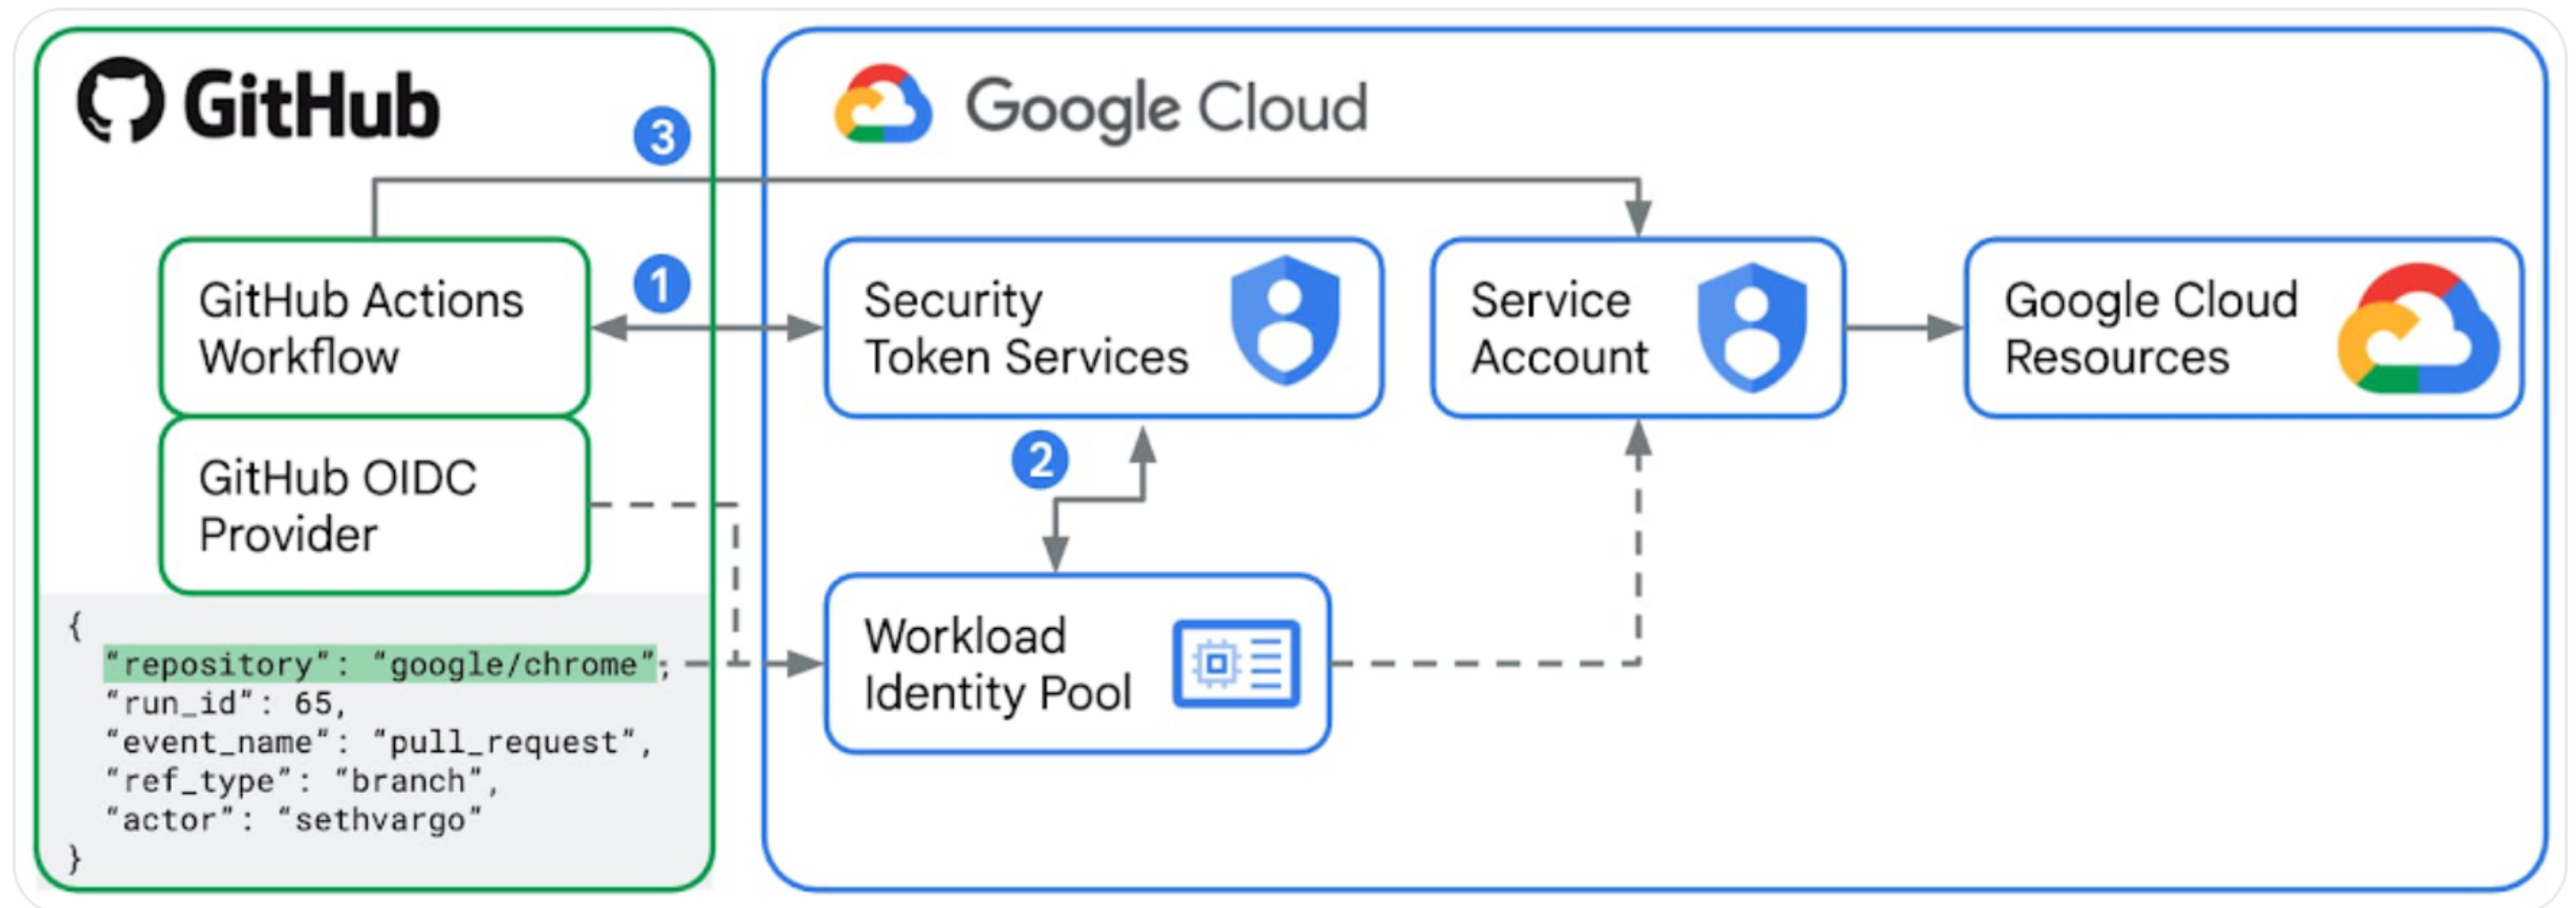 GitHub
Google Cloud
3
GitHub Actions
Workflow
1
Security
Token Services
Service
Account
Google Cloud
Resources
2
GitHub OIDC
Provider
Workload
Identity Pool
{
“repository”: “google/chrome”;
“run_id”: 65,
“event_name”: “pull_request”,
“ref_type”: “branch”,
“actor”: “sethvargo”
}